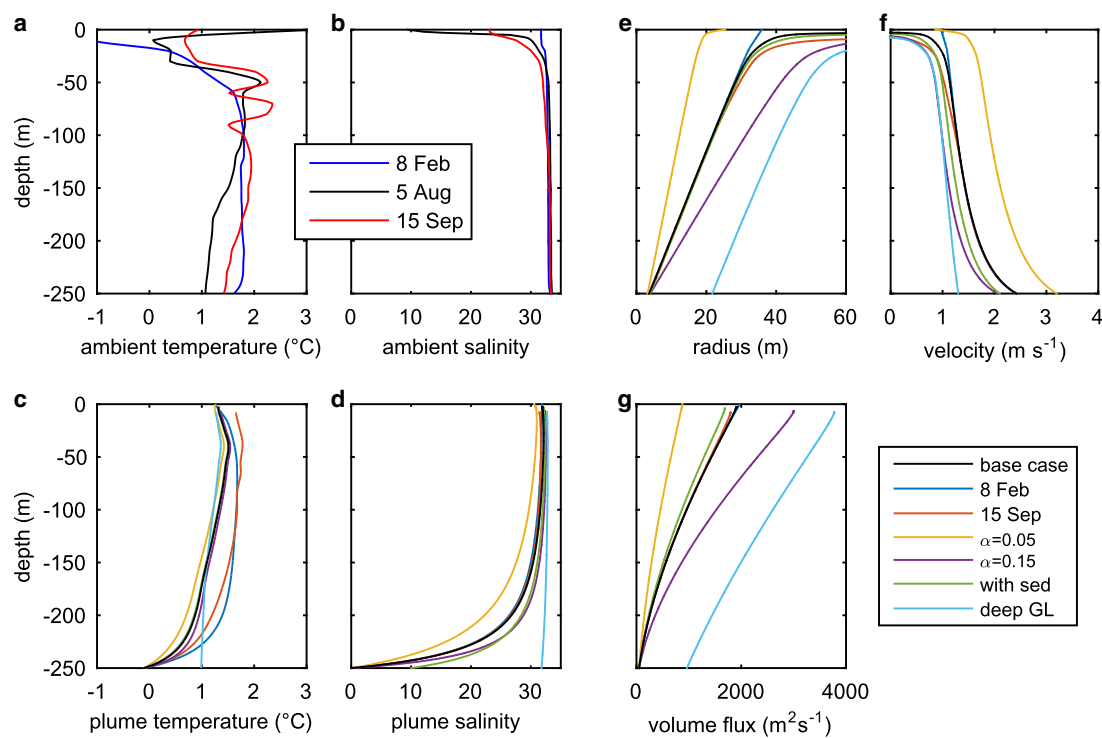 a
b
e
f
0
-50
-100
-150
-200
-250
depth (m)
-1 0 1 2 3
ambient temperature (°C)
0 10 20 30
ambient salinity
8 Feb
5 Aug
15 Sep
0 20 40 60
radius (m)
0 1 2 3 4
velocity (m s-1)
c
d
g
0
-50
-100
-150
-200
-250
depth (m)
-1 0 1 2 3
plume temperature (°C)
0 10 20 30
plume salinity
0 2000 4000
volume flux (m2s-1)
base case
8 Feb
15 Sep
α=0.05
α=0.15
with sed
deep GL